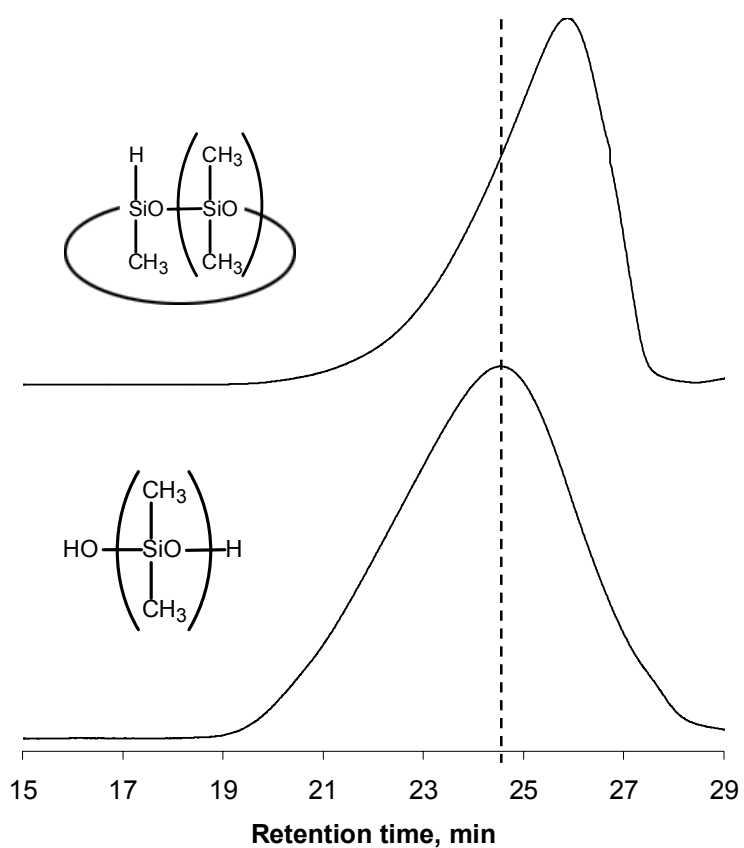 H CH3
SiO SiO
CH3 CH3
CH3
HO SiO H
CH3
15 17 19 21 23 25 27 29
Retention time, min